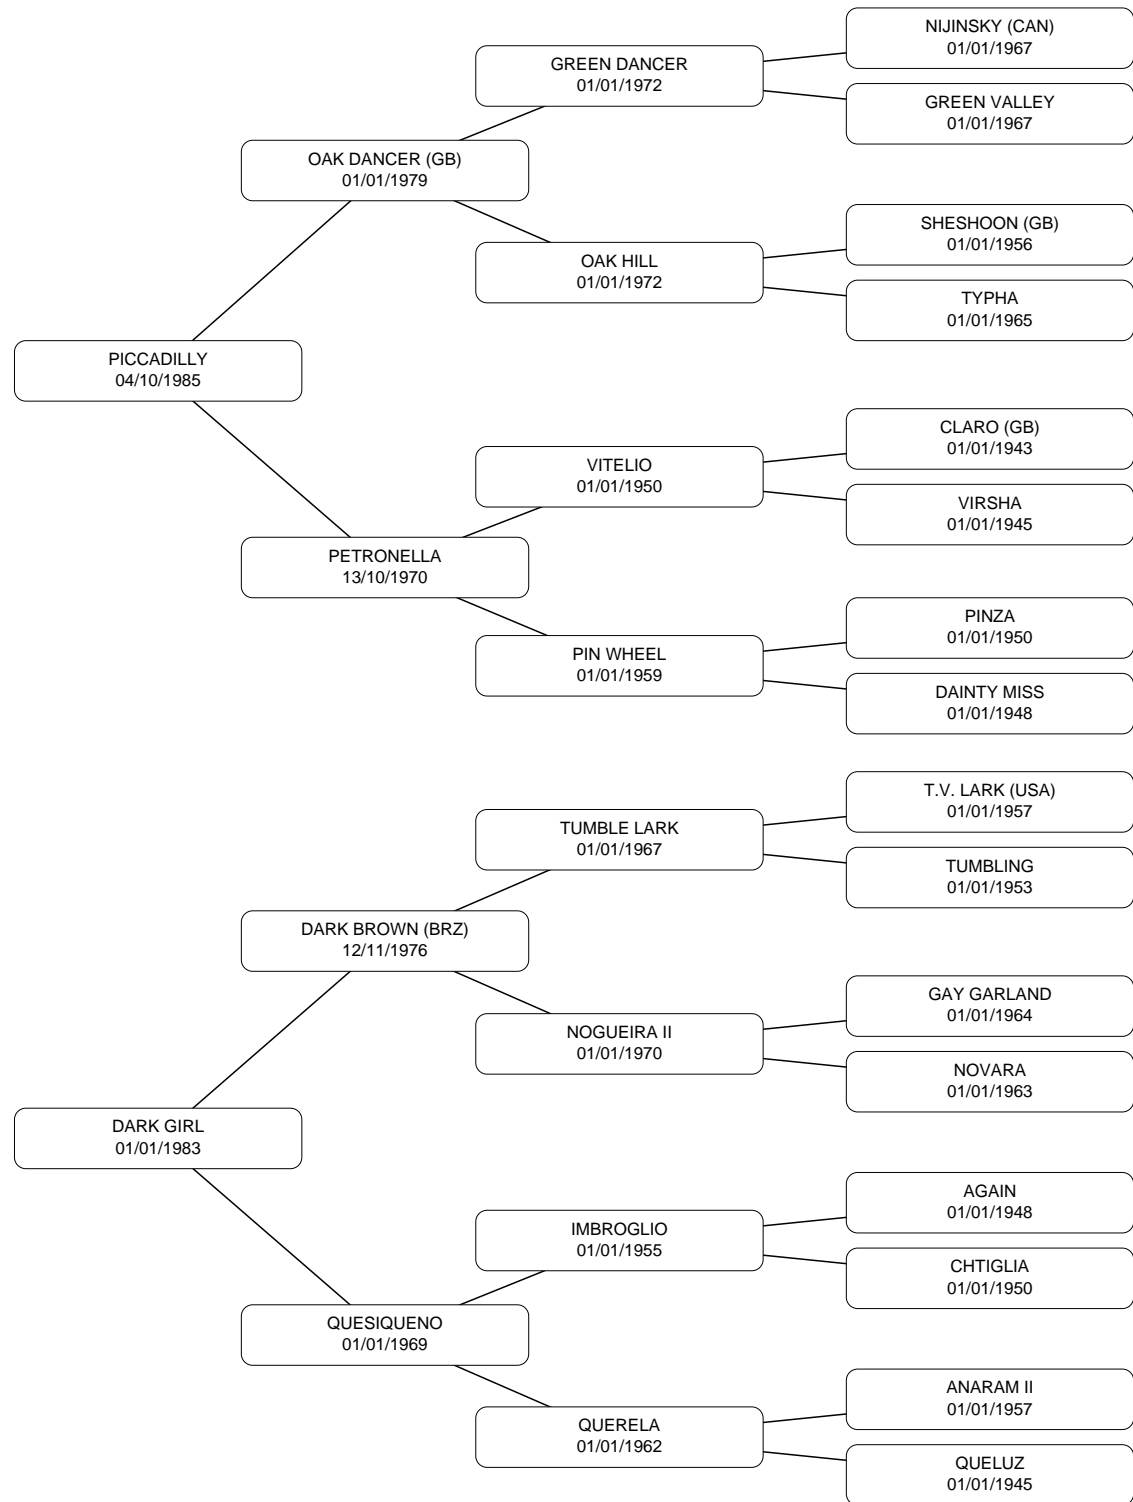 NIJINSKY (CAN)
01/01/1967
GREEN DANCER
01/01/1972
GREEN VALLEY
01/01/1967
OAK DANCER (GB)
01/01/1979
SHESHOON (GB)
01/01/1956
OAK HILL
01/01/1972
TYPHA
01/01/1965
PICCADILLY
04/10/1985
CLARO (GB)
01/01/1943
VITELIO
01/01/1950
VIRSHA
01/01/1945
PETRONELLA
13/10/1970
PINZA
01/01/1950
PIN WHEEL
01/01/1959
DAINTY MISS
01/01/1948
T.V. LARK (USA)
01/01/1957
TUMBLE LARK
01/01/1967
TUMBLING
01/01/1953
DARK BROWN (BRZ)
12/11/1976
GAY GARLAND
01/01/1964
NOGUEIRA II
01/01/1970
NOVARA
01/01/1963
DARK GIRL
01/01/1983
AGAIN
01/01/1948
IMBROGLIO
01/01/1955
CHTIGLIA
01/01/1950
QUESIQUENO
01/01/1969
ANARAM II
01/01/1957
QUERELA
01/01/1962
QUELUZ
01/01/1945